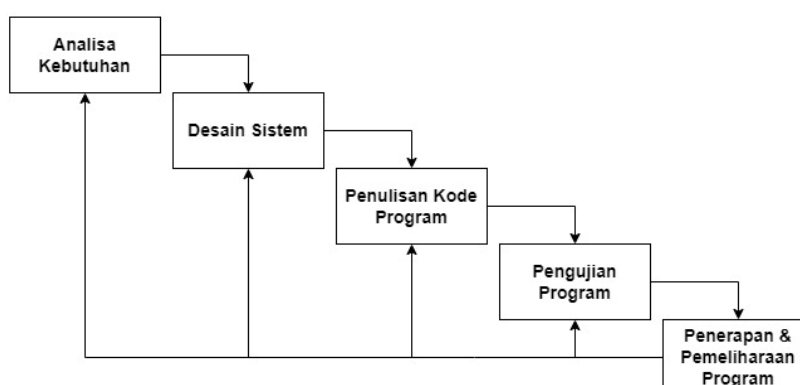 Analisa
Kebutuhan
Desain Sistem
Penulisan Kode
Program
Pengujian
Program
Penerapan &
Pemeliharaan
Program